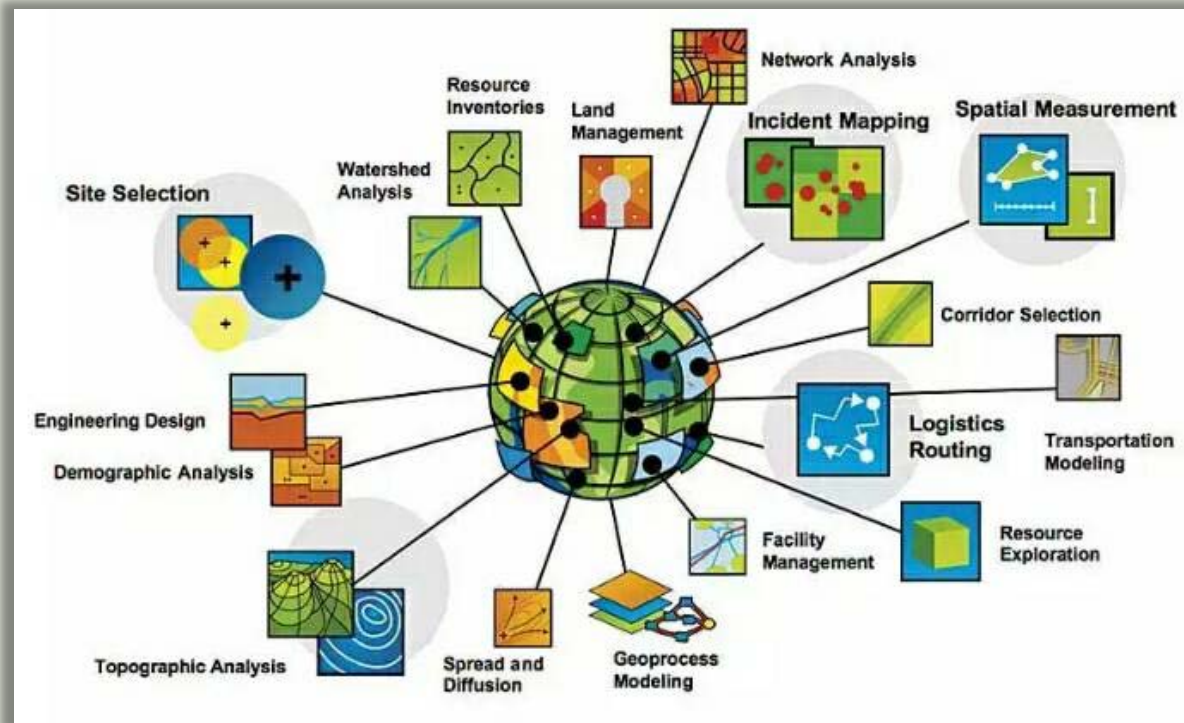 Network Analysis
Resource
Inventories
Land
Management
Incident Mapping
Spatial Measurement
Watershed
Analysis
Site Selection
Corridor Selection
Engineering Design
Logistics
Routing
Transportation
Modeling
Demographic Analysis
Facility
Management
Resource
Exploration
Topographic Analysis
Spread and
Diffusion
Geoprocess
Modeling